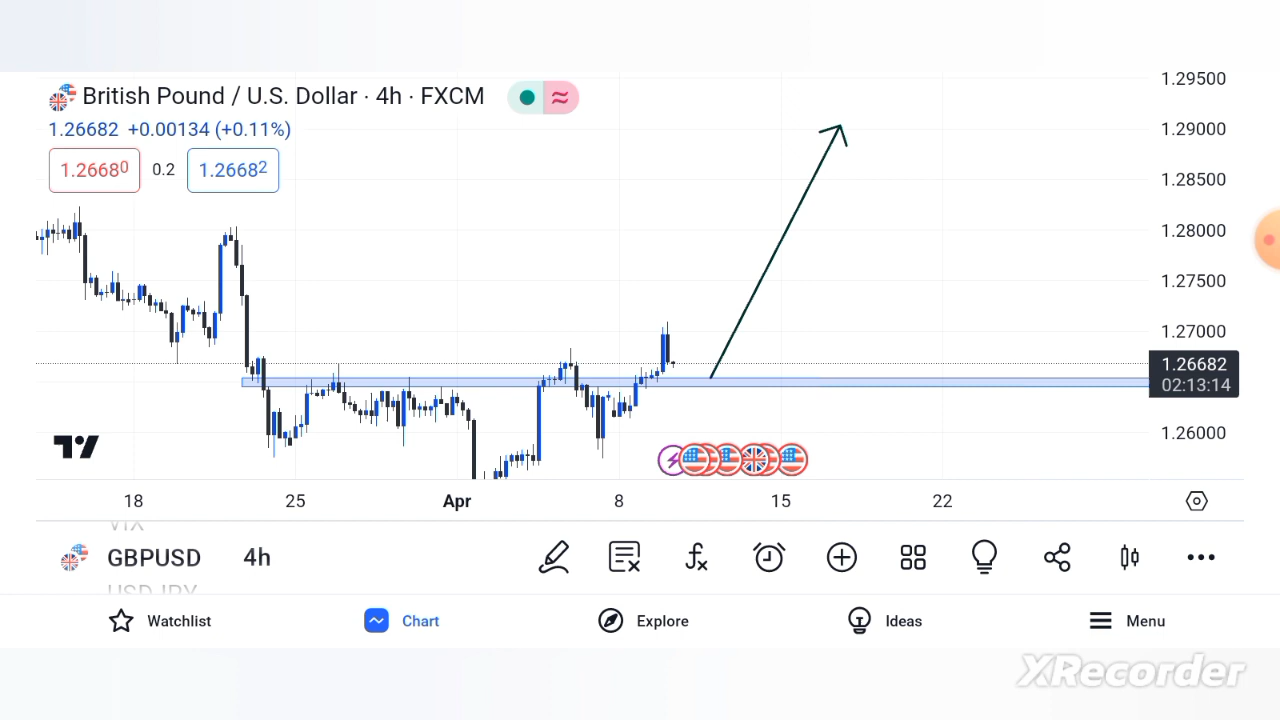 British Pound / U.S. Dollar · 4h · FXCM
1.26682 +0.00134 (+0.11%)
1.26680 0.2 1.26682
1.29500
1.29000
1.28500
1.28000
1.27500
1.27000
1.26682
02:13:14
1.26000
18 25 Apr 8 15 22
VIX
GBPUSD 4h
USDJPY
Watchlist Chart Explore Ideas Menu
XRecorder